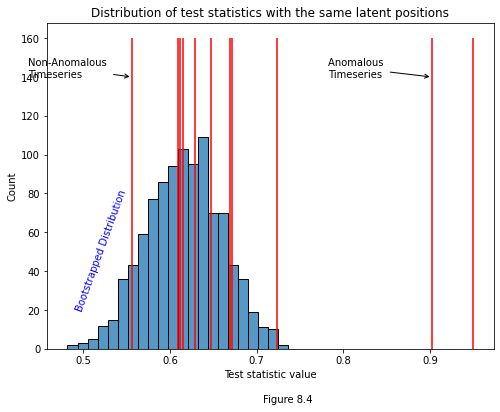 Distribution of test statistics with the same latent positions
160
140
120
100
80
60
40
20
0
Count
Non-Anomalous
Timeseries
Anomalous
Timeseries
Bootstrapped Distribution
0.5 0.6 0.7 0.8 0.9
Test statistic value
Figure 8.4